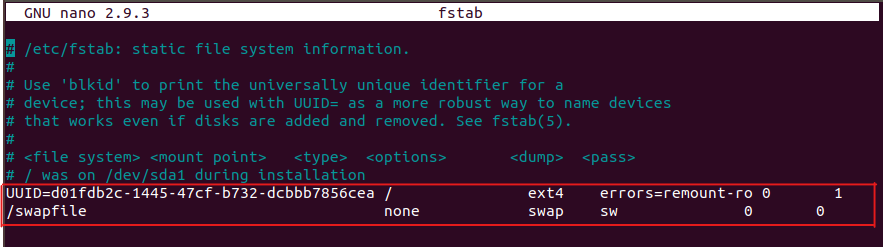 GNU nano 2.9.3 fstab
# /etc/fstab: static file system information.
#
# Use 'blkid' to print the universally unique identifier for a
# device; this may be used with UUID= as a more robust way to name devices
# that works even if disks are added and removed. See fstab(5).
#
# <file system> <mount point> <type> <options> <dump> <pass>
# / was on /dev/sda1 during installation
UUID=d01fdb2c-1445-47cf-b732-dcbbb7856cea / ext4 errors=remount-ro 0 1
/swapfile none swap sw 0 0